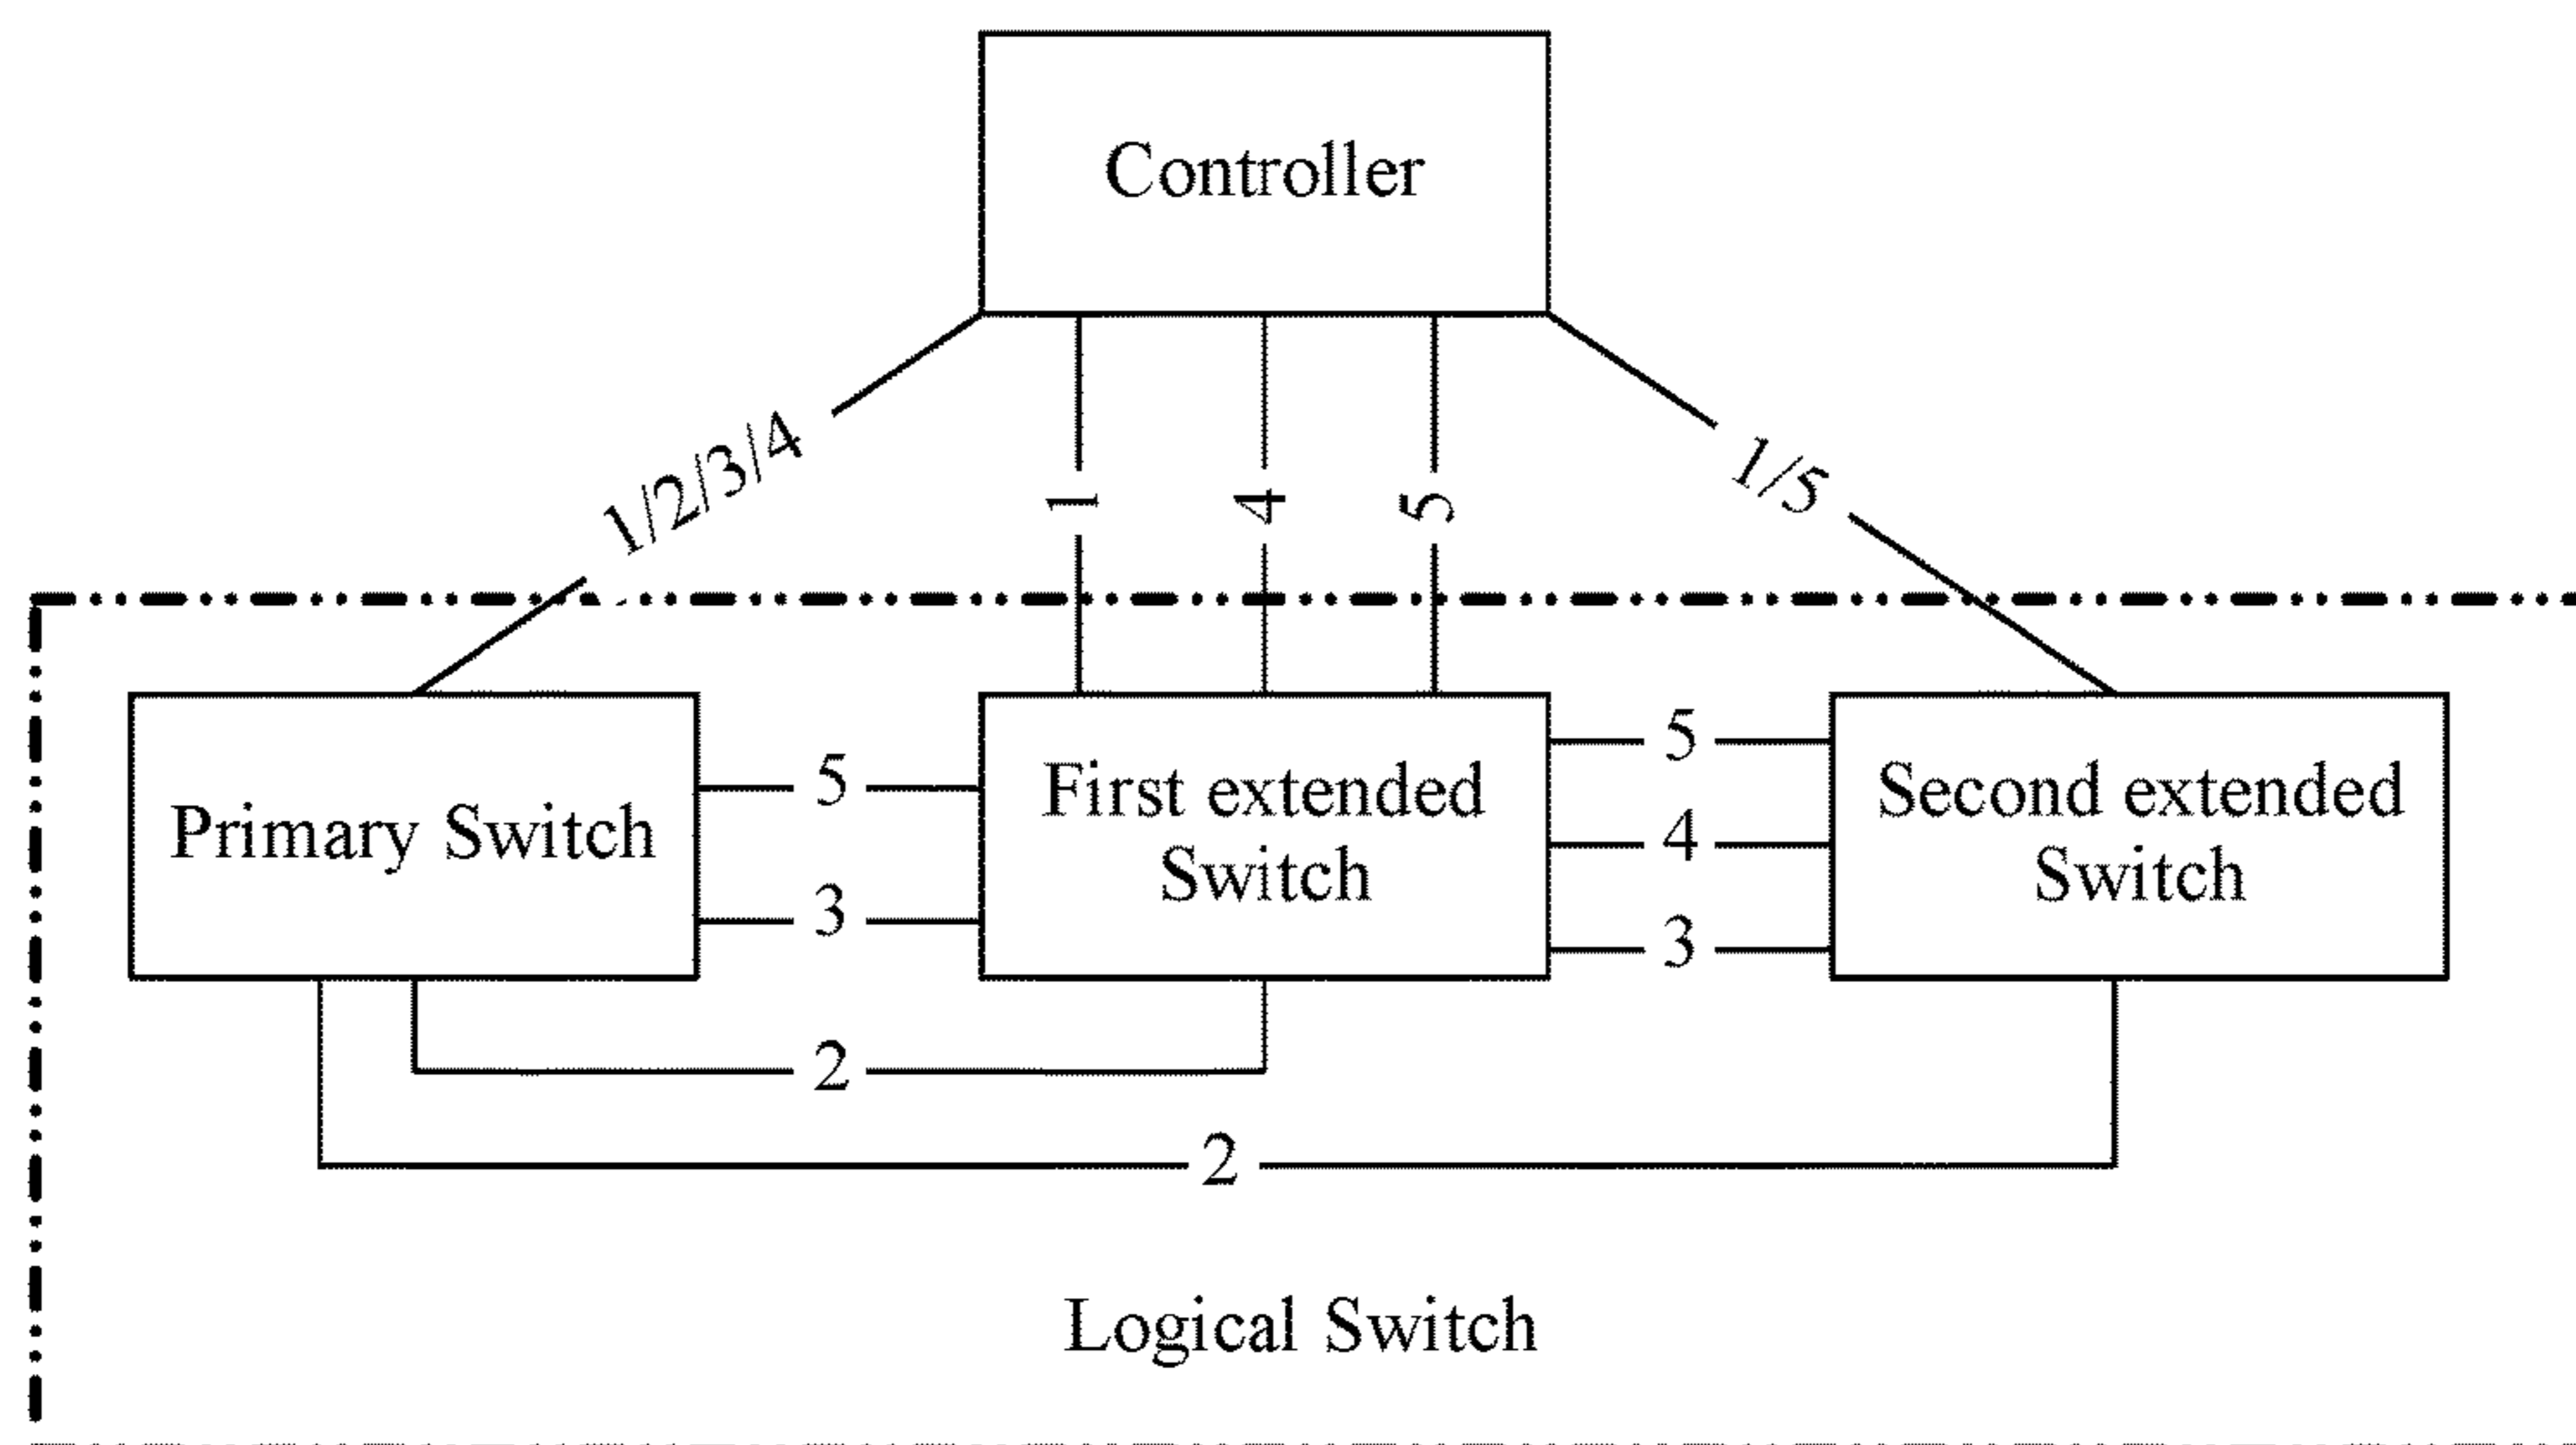 Controller
1/2/3/4
1
4
5
1/5
Primary Switch
5
3
First extended
Switch
5
4
3
Second extended
Switch
2
2
Logical Switch